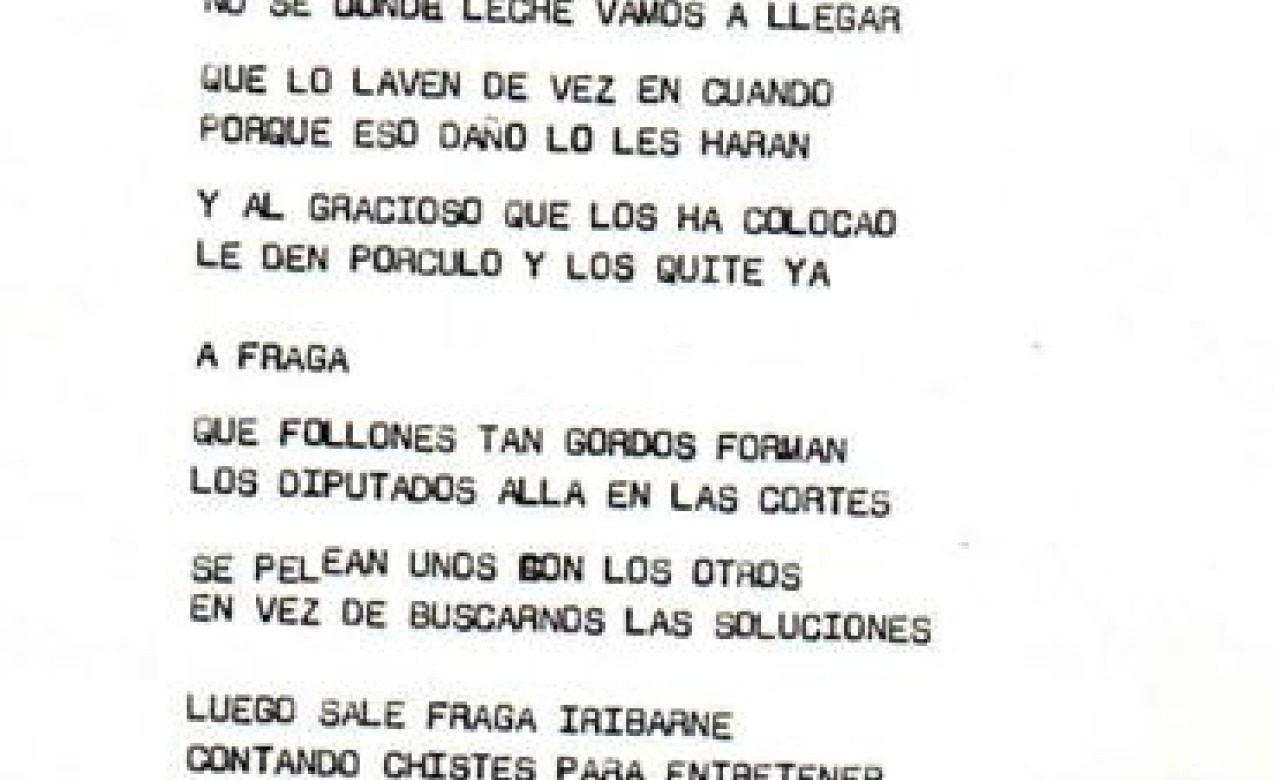 NO SE DONDE LECHE VAMOS A LLEGAR
QUE LO LAVEN DE VEZ EN CUANDO
PORQUE ESO DAÑO LO LES HARAN
Y AL GRACIOSO QUE LOS HA COLOCAO
LE DEN PORCULO Y LOS QUITE YA
A FRAGA
QUE FOLLONES TAN GORDOS FORMAN
LOS DIPUTADOS ALLA EN LAS CORTES
SE PELEAN UNOS CON LOS OTROS
EN VEZ DE BUSCARNOS LAS SOLUCIONES
LUEGO SALE FRAGA IRIBARNE
CONTANDO CHISTES PARA ENTRETENER